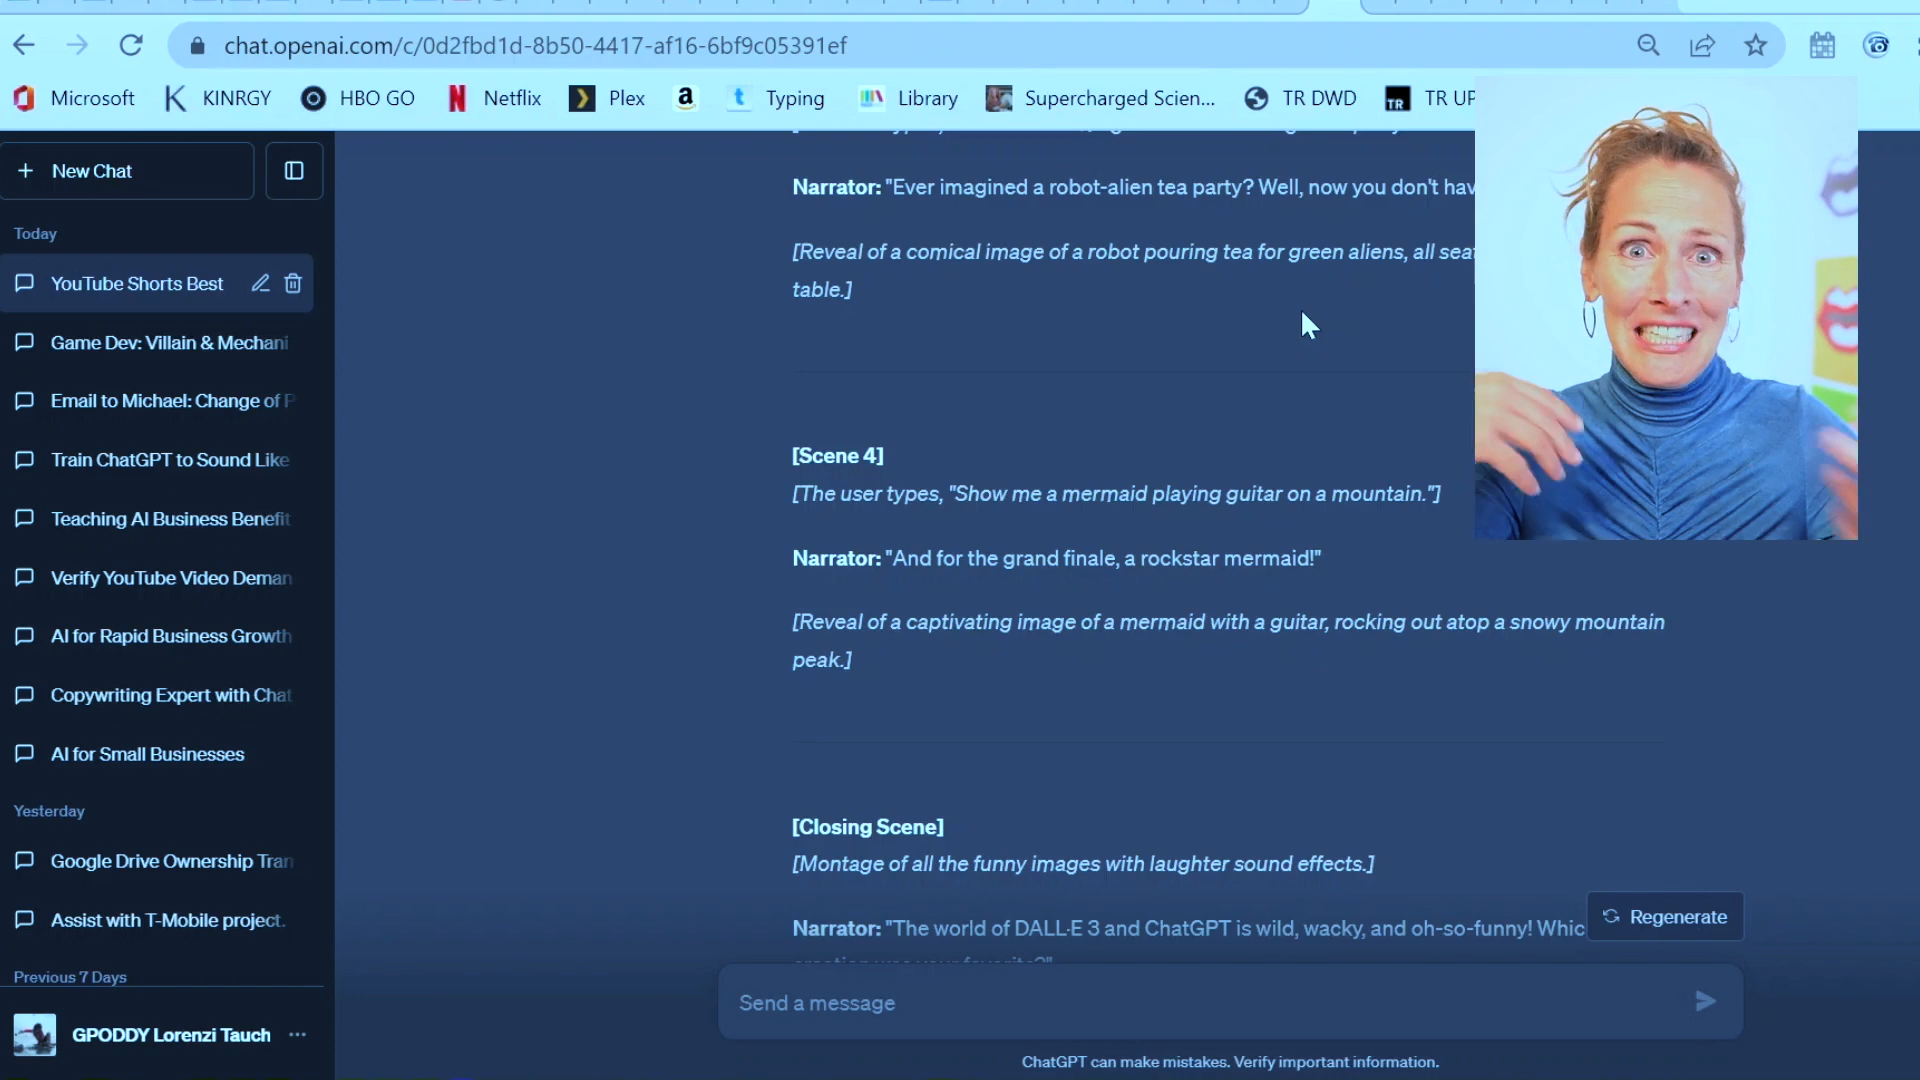 chat.openai.com/c/0d2fbd1d-8b50-4417-af16-6bf9c05391ef
Microsoft KINRGY HBO GO Netflix Plex Typing Library Supercharged Scien... TR DWD TR UP
New Chat
Today
YouTube Shorts Best
Game Dev: Villain & Mechani
Email to Michael: Change of P
Train ChatGPT to Sound Like
Teaching AI Business Benefit
Verify YouTube Video Deman
AI for Rapid Business Growth
Copywriting Expert with Chat
AI for Small Businesses
Yesterday
Google Drive Ownership Tran
Assist with T-Mobile project.
Previous 7 Days
GPODDY Lorenzi Tauch
Narrator: "Ever imagined a robot-alien tea party? Well, now you don't hav
[Reveal of a comical image of a robot pouring tea for green aliens, all sea
table.]
[Scene 4]
[The user types, "Show me a mermaid playing guitar on a mountain."]
Narrator: "And for the grand finale, a rockstar mermaid!"
[Reveal of a captivating image of a mermaid with a guitar, rocking out atop a snowy mountain
peak.]
[Closing Scene]
[Montage of all the funny images with laughter sound effects.]
Narrator: "The world of DALL·E 3 and ChatGPT is wild, wacky, and oh-so-funny! Whic
Regenerate
Send a message
ChatGPT can make mistakes. Verify important information.